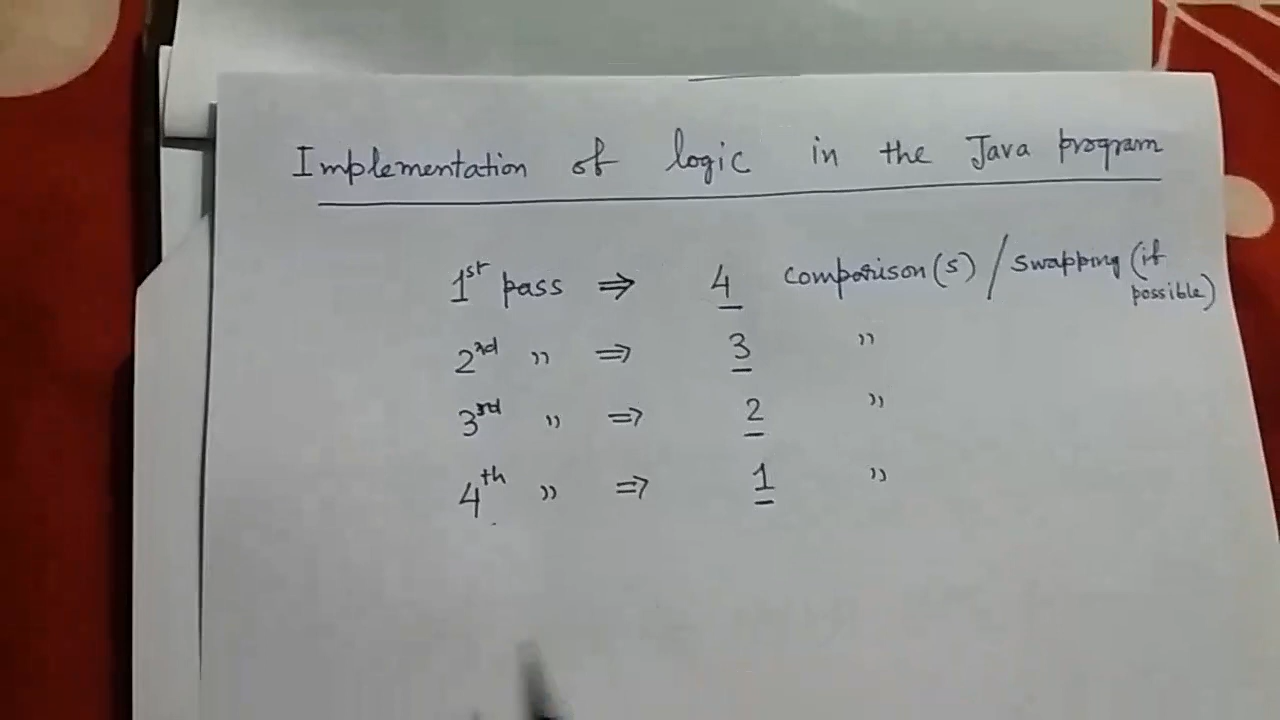 Implementation of logic in the Java program
1st pass ⇒ 4 comparison(s) / swapping (if possible)
2nd " ⇒ 3 "
3rd " ⇒ 2 "
4th " ⇒ 1 "